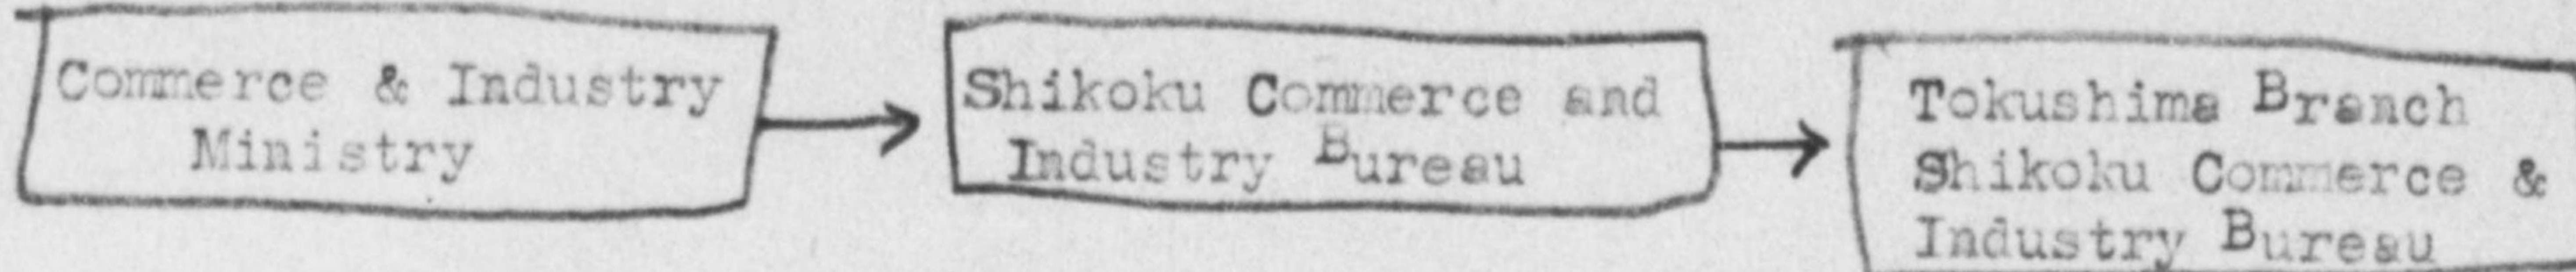 Commerce & Industry
Ministry
Shikoku Commerce and
Industry Bureau
Tokushima Branch
Shikoku Commerce &
Industry Bureau